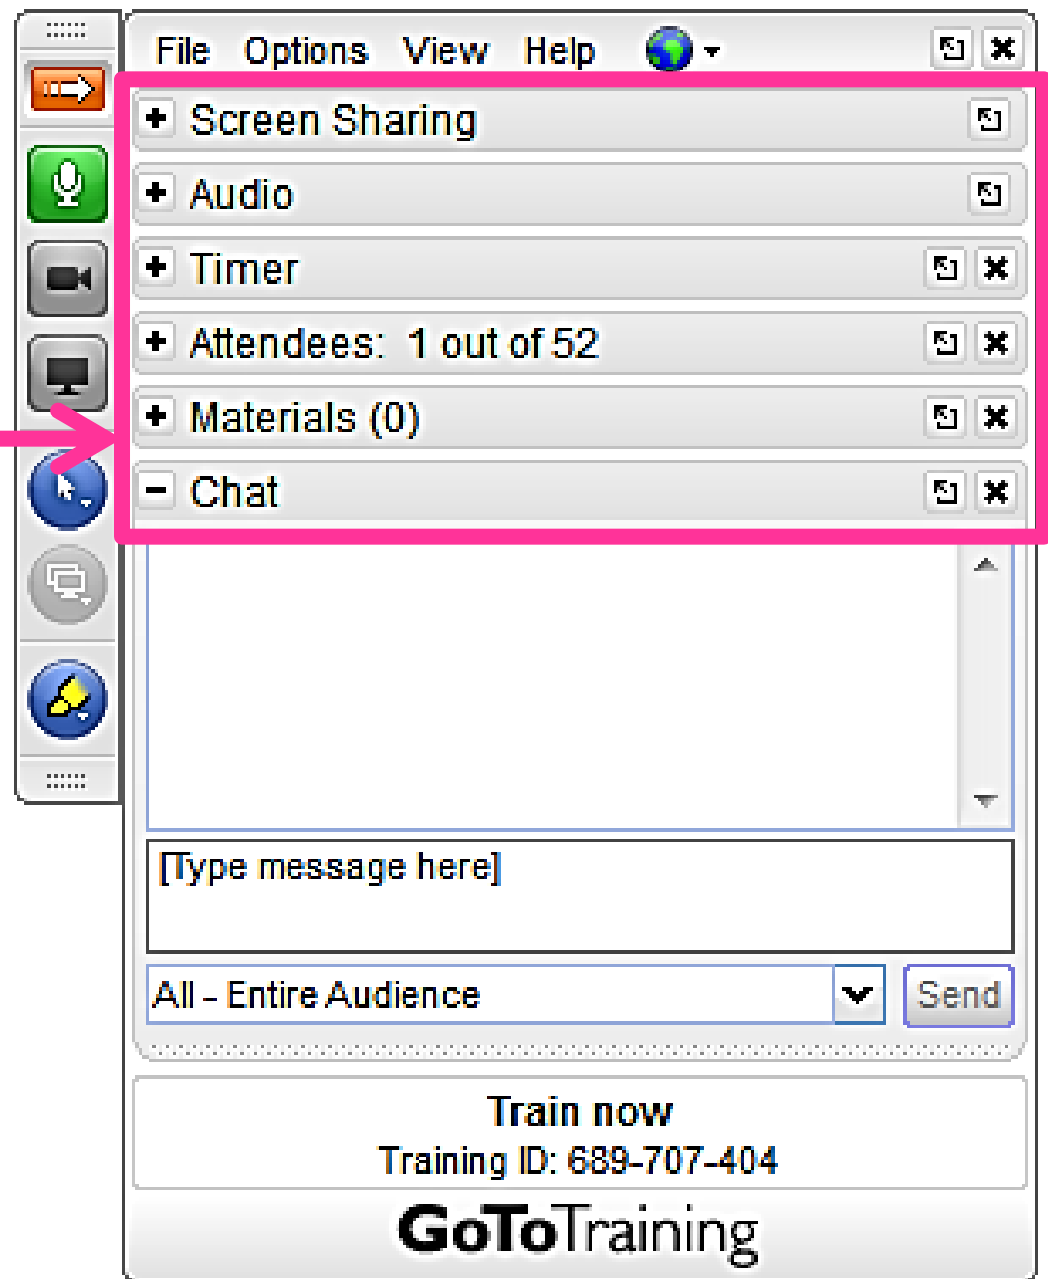 File Options View Help
Screen Sharing
Audio
Timer
Attendees: 1 out of 52
Materials (0)
Chat
[Type message here]
All - Entire Audience Send
Train now
Training ID: 689-707-404
GoToTraining